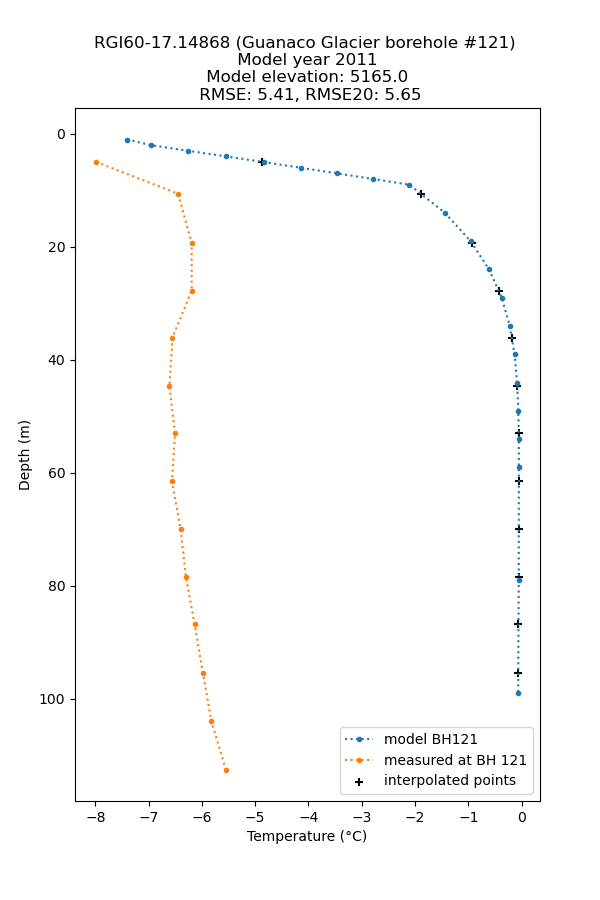 RGI60-17.14868 (Guanaco Glacier borehole #121)
Model year 2011
Model elevation: 5165.0
RMSE: 5.41, RMSE20: 5.65
0
20
40
60
80
100
Depth (m)
−8
−7
−6
−5
−4
−3
−2
−1
0
Temperature (°C)
model BH121
measured at BH 121
interpolated points